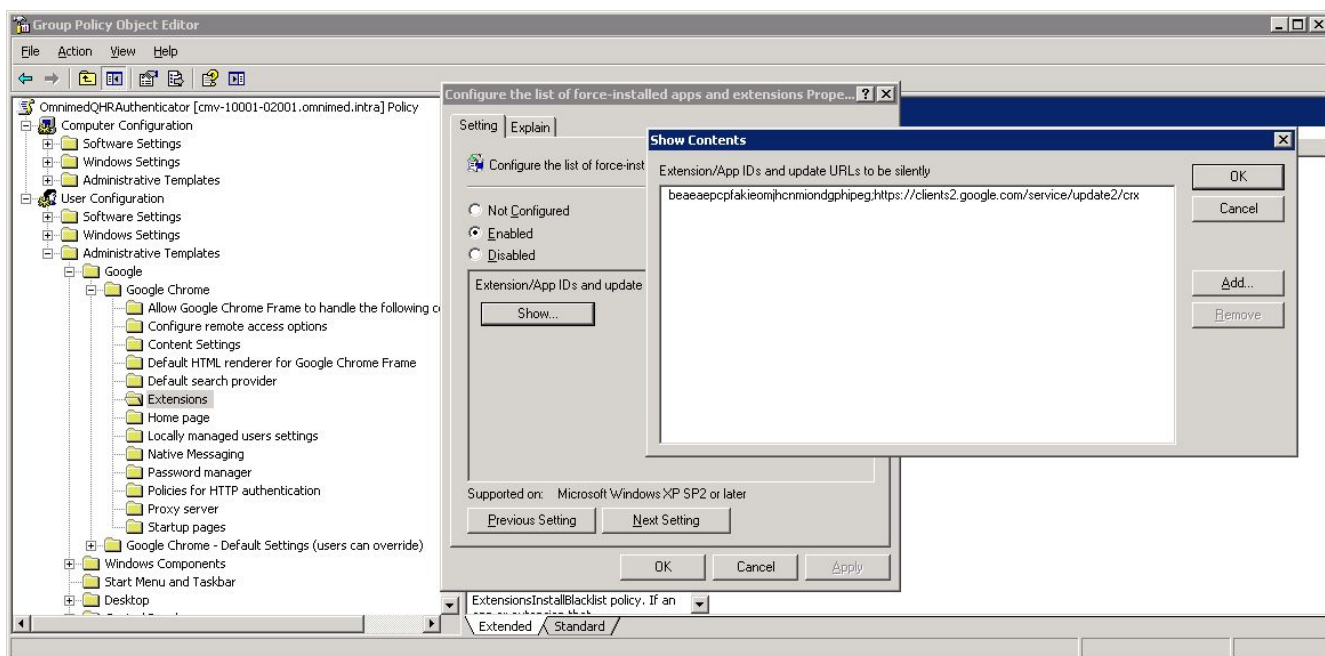 Group Policy Object Editor
File Action View Help
OmnimedQHRAuthenticator [cmv-10001-02001.omnimed.intra] Policy
Computer Configuration
Software Settings
Windows Settings
Administrative Templates
User Configuration
Software Settings
Windows Settings
Administrative Templates
Google
Google Chrome
Allow Google Chrome Frame to handle the following c
Configure remote access options
Content Settings
Default HTML renderer for Google Chrome Frame
Default search provider
Extensions
Home page
Locally managed users settings
Native Messaging
Password manager
Policies for HTTP authentication
Proxy server
Startup pages
Google Chrome - Default Settings (users can override)
Windows Components
Start Menu and Taskbar
Desktop
Configure the list of force-installed apps and extensions Prope...
Setting Explain
Configure the list of force-inst
Not Configured
Enabled
Disabled
Extension/App IDs and update
Show...
Supported on: Microsoft Windows XP SP2 or later
Previous Setting Next Setting
OK Cancel Apply
Show Contents
Extension/App IDs and update URLs to be silently
beaeaepcpfakieomjhcnmiondgphipeg;https://clients2.google.com/service/update2/crx
OK
Cancel
Add...
Remove
ExtensionsInstallBlacklist policy. If an
Extended Standard